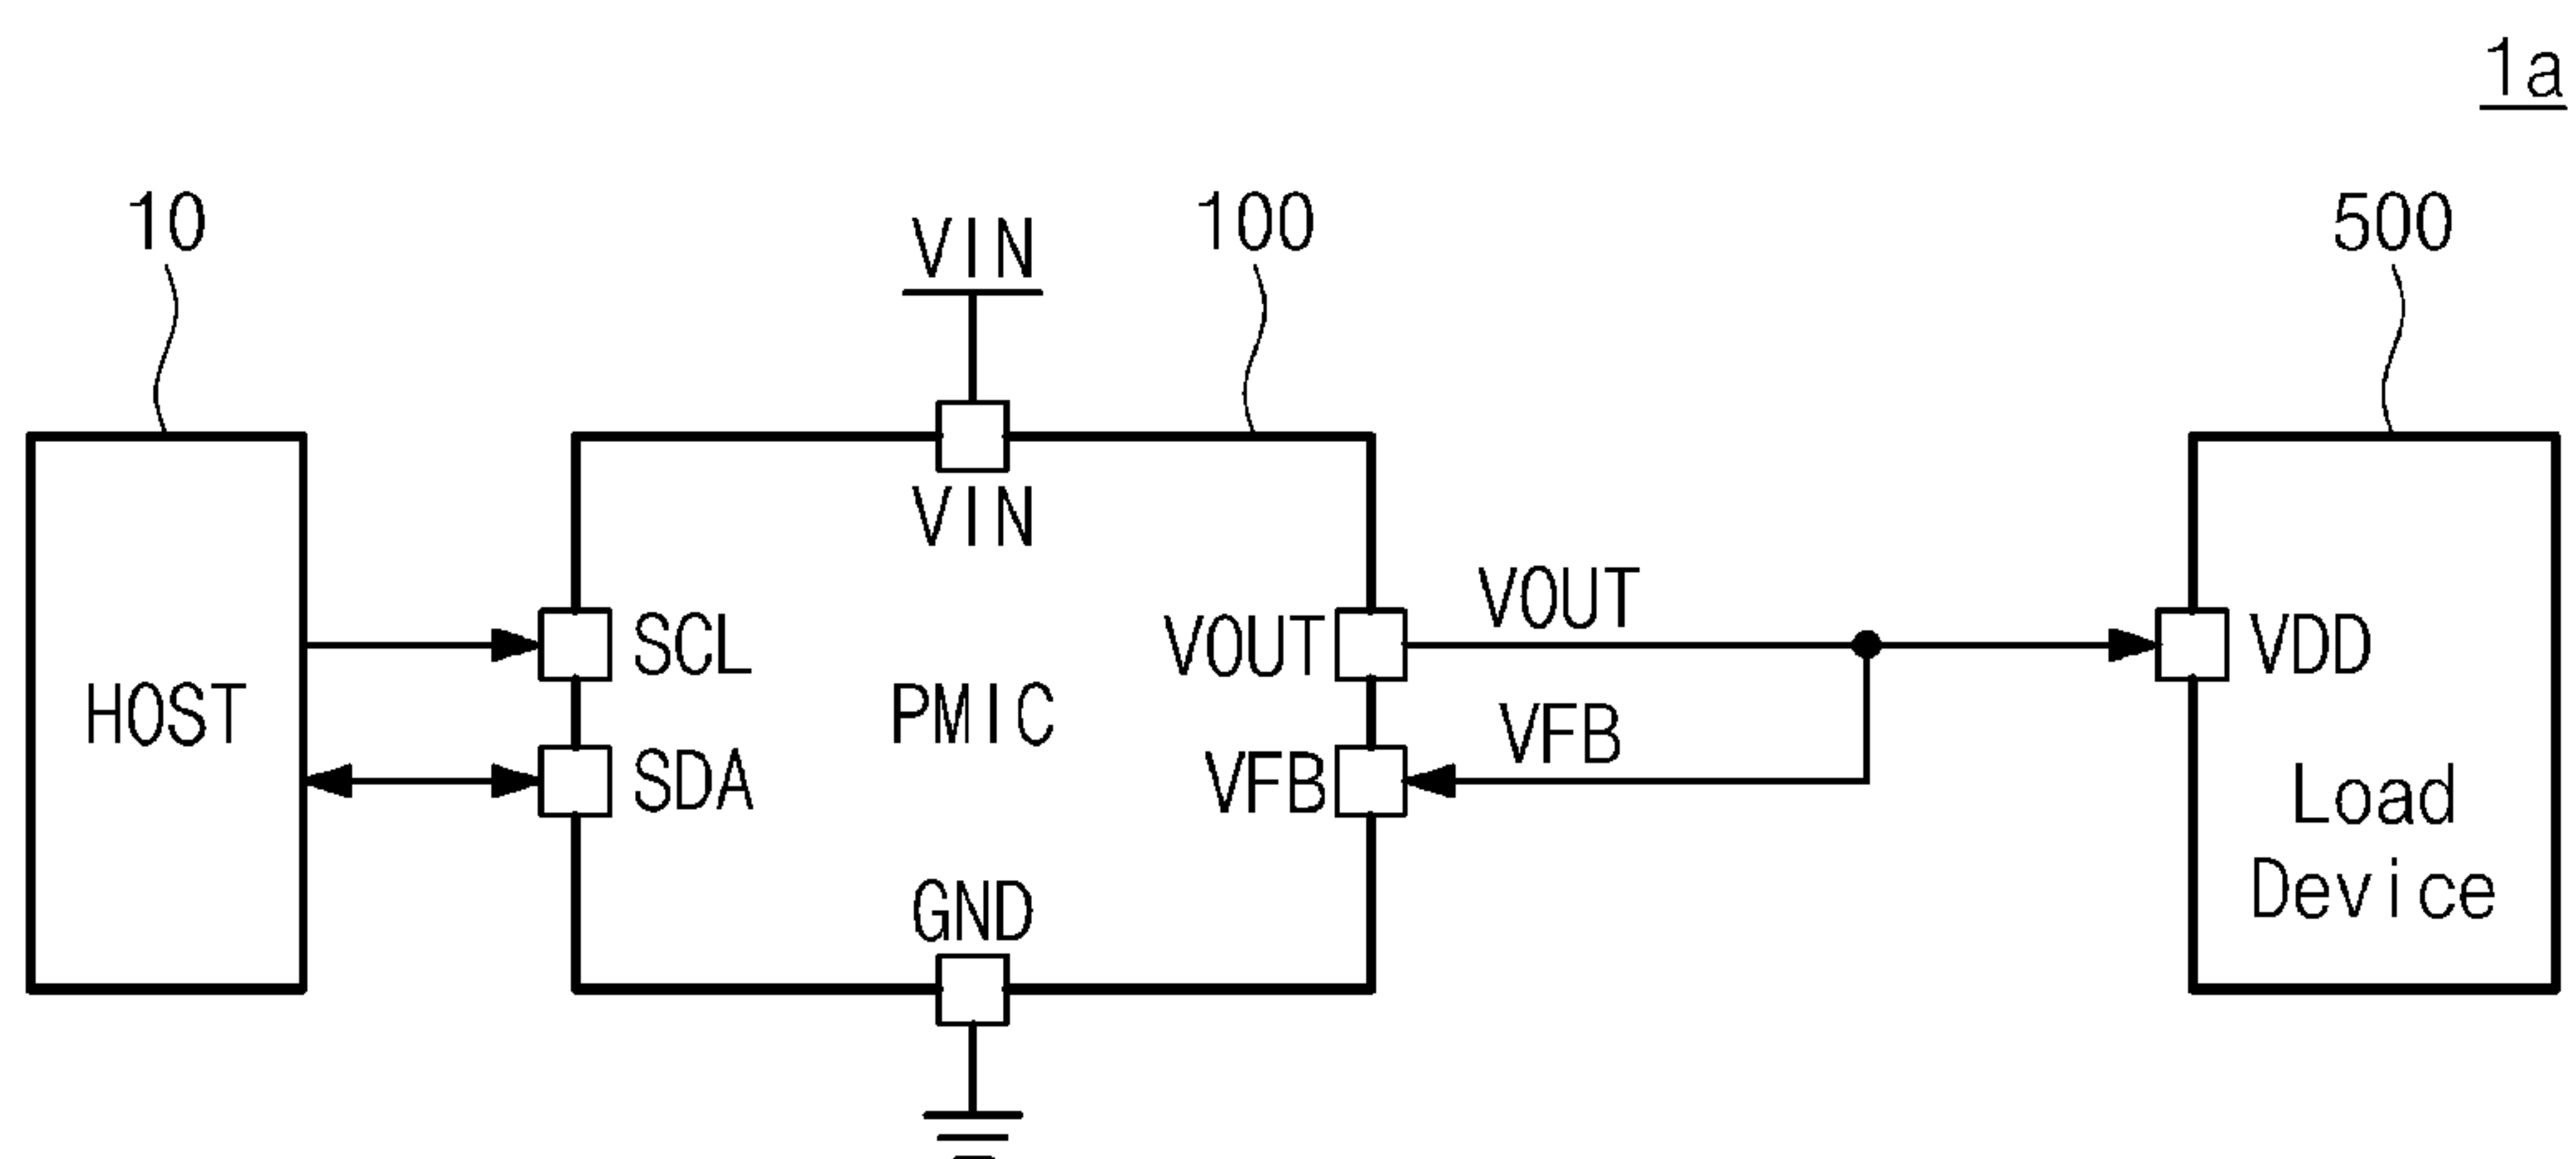 1a
10
VIN
100
500
VIN
VOUT
SCL
VOUT
VDD
HOST
PMIC
VFB
SDA
VFB
Load
Device
GND